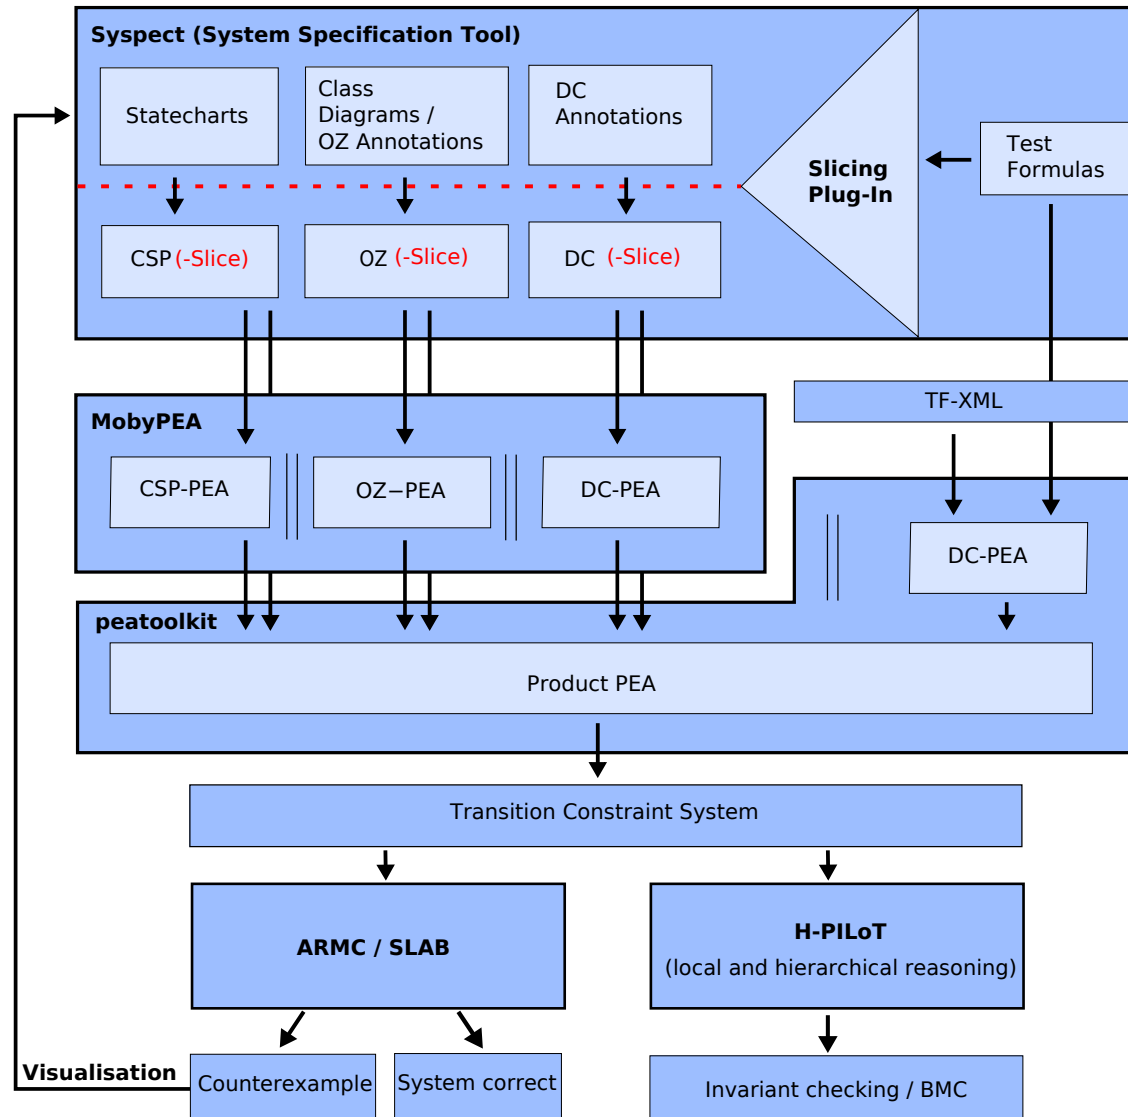 Syspect (System Specification Tool)
Statecharts
Class
Diagrams /
OZ Annotations
DC
Annotations
Slicing
Plug-In
Test
Formulas
CSP (-Slice)
OZ (-Slice)
DC (-Slice)
TF-XML
MobyPEA
CSP-PEA
OZ−PEA
DC-PEA
DC-PEA
peatoolkit
Product PEA
Transition Constraint System
ARMC / SLAB
H-PILoT
(local and hierarchical reasoning)
Visualisation
Counterexample
System correct
Invariant checking / BMC